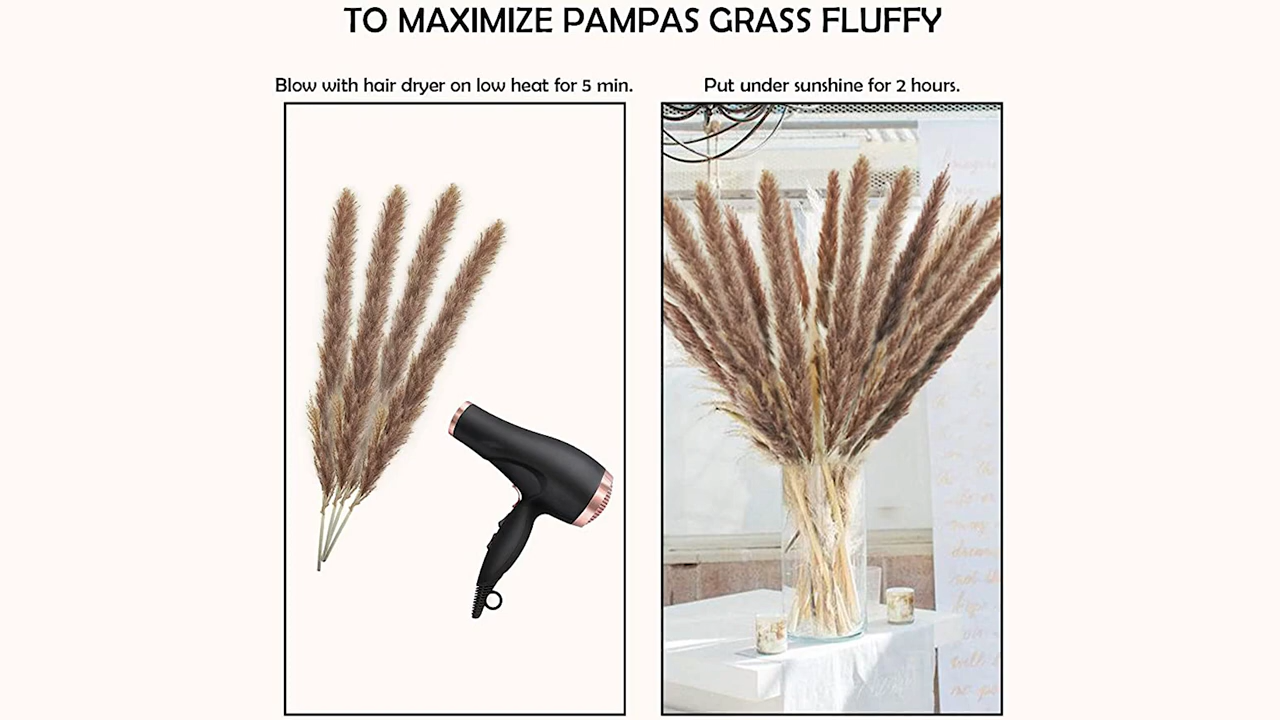 TO MAXIMIZE PAMPAS GRASS FLUFFY
Blow with hair dryer on low heat for 5 min.
Put under sunshine for 2 hours.